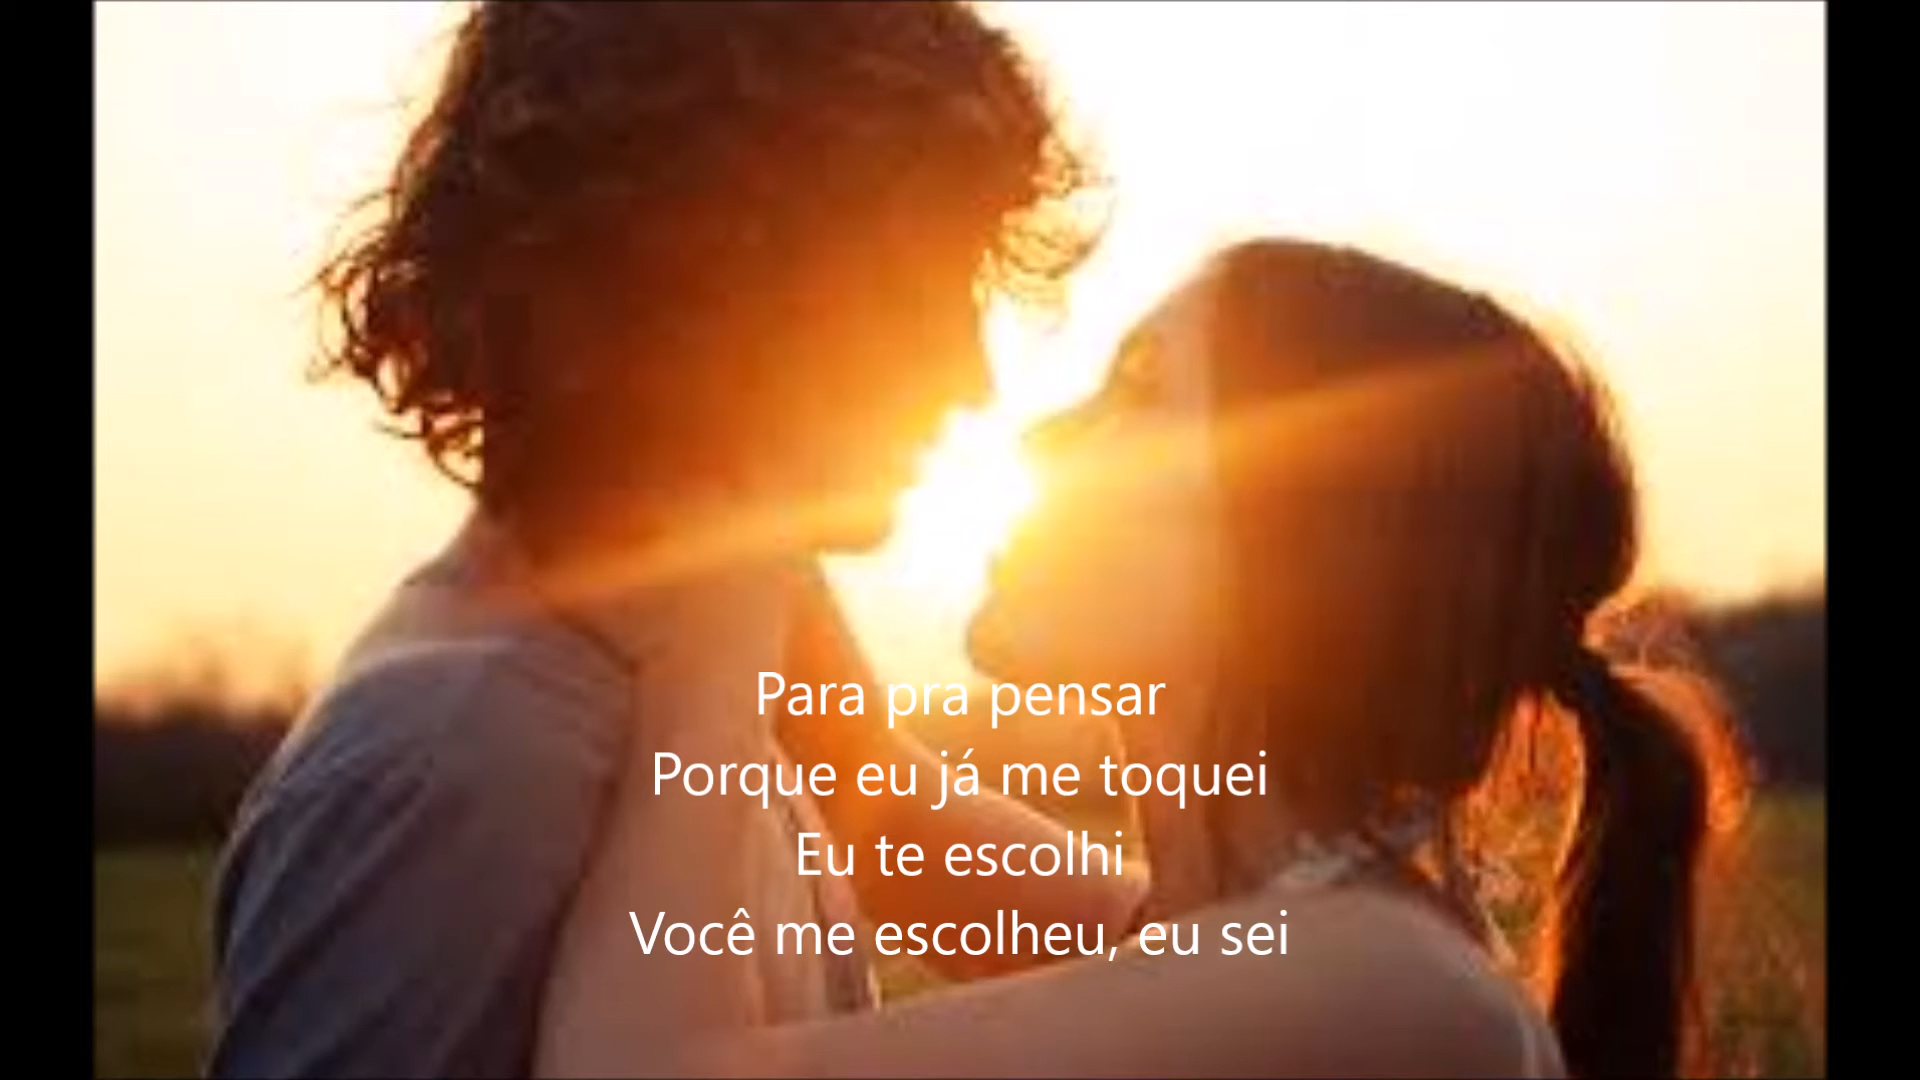 Para pra pensar
Porque eu já me toquei
Eu te escolhi
Você me escolheu, eu sei